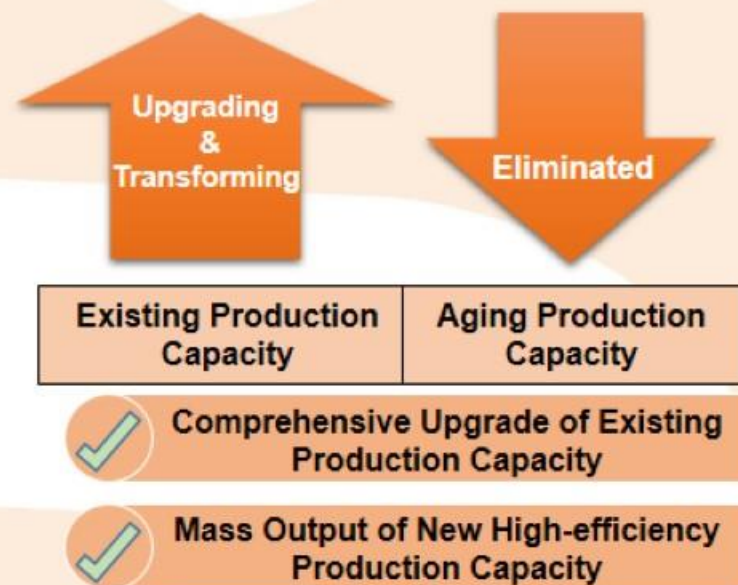 Upgrading
&
Transforming
Eliminated
Existing Production
Capacity
Aging Production
Capacity
Comprehensive Upgrade of Existing
Production Capacity
Mass Output of New High-efficiency
Production Capacity